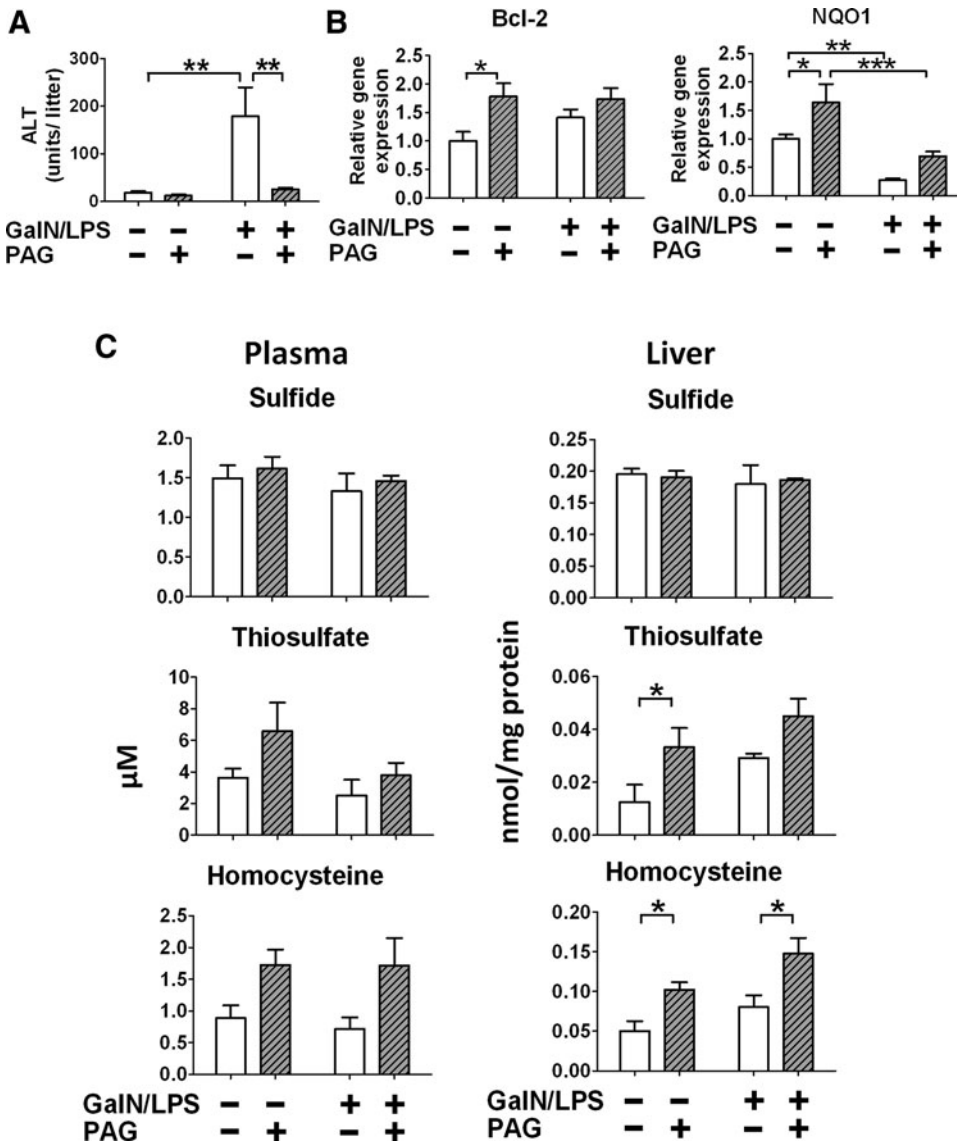 A
ALT
(units/ litter)
300
200
100
0
** **
GalN/LPS - - + +
PAG - + - +
B
Bcl-2
Relative gene
expression
2.5
2.0
1.5
1.0
0.5
0.0
*
GalN/LPS - - + +
PAG - + - +
NQO1
Relative gene
expression
2.5
2.0
1.5
1.0
0.5
0.0
**
* ***
- - + +
- + - +
C
Plasma
Sulfide
2.0
1.5
1.0
0.5
0.0
Thiosulfate
µM
10
8
6
4
2
0
Homocysteine
2.5
2.0
1.5
1.0
0.5
0.0
GalN/LPS - - + +
PAG - + - +
Liver
Sulfide
0.25
0.20
0.15
0.10
0.05
0.00
Thiosulfate
nmol/mg protein
0.06
0.04
0.02
0.00
*
Homocysteine
0.20
0.15
0.10
0.05
0.00
* *
GalN/LPS - - + +
PAG - + - +